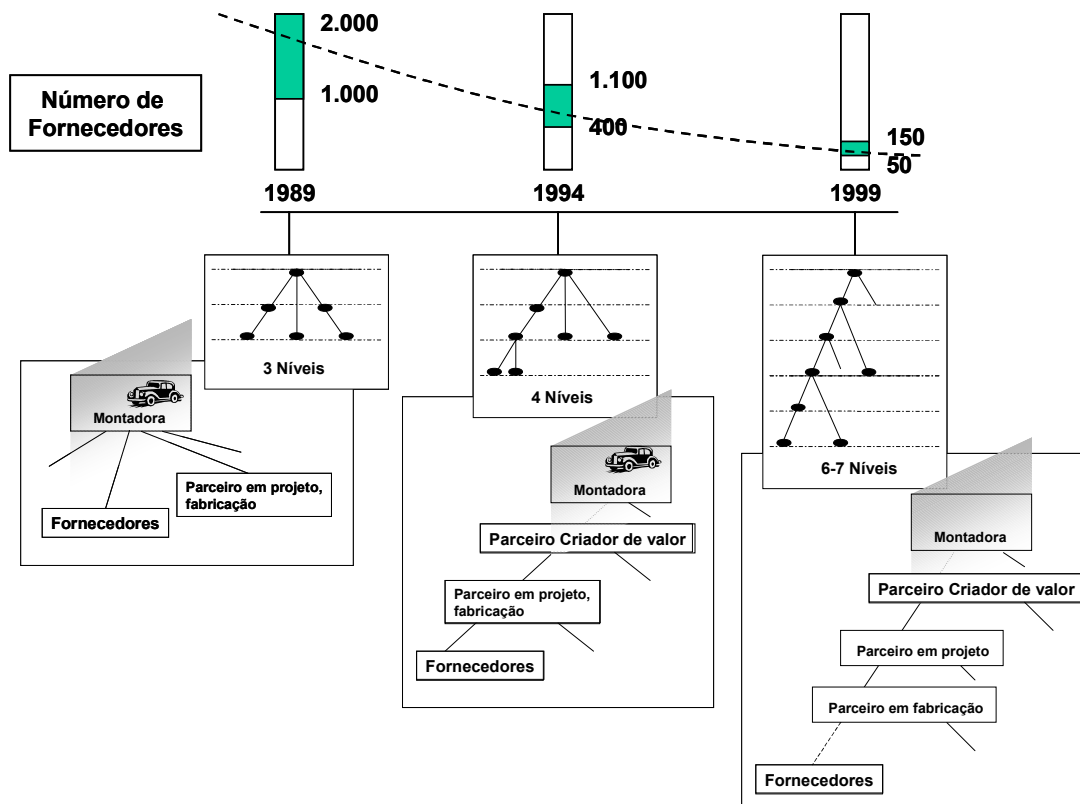 2.000
1.000
1.100
400
150
50
Número de
Fornecedores
1989
1994
1999
3 Níveis
4 Níveis
6-7 Níveis
Montadora
Parceiro em projeto,
fabricação
Fornecedores
Montadora
Parceiro Criador de valor
Parceiro em projeto,
fabricação
Fornecedores
Montadora
Parceiro Criador de valor
Parceiro em projeto
Parceiro em fabricação
Fornecedores